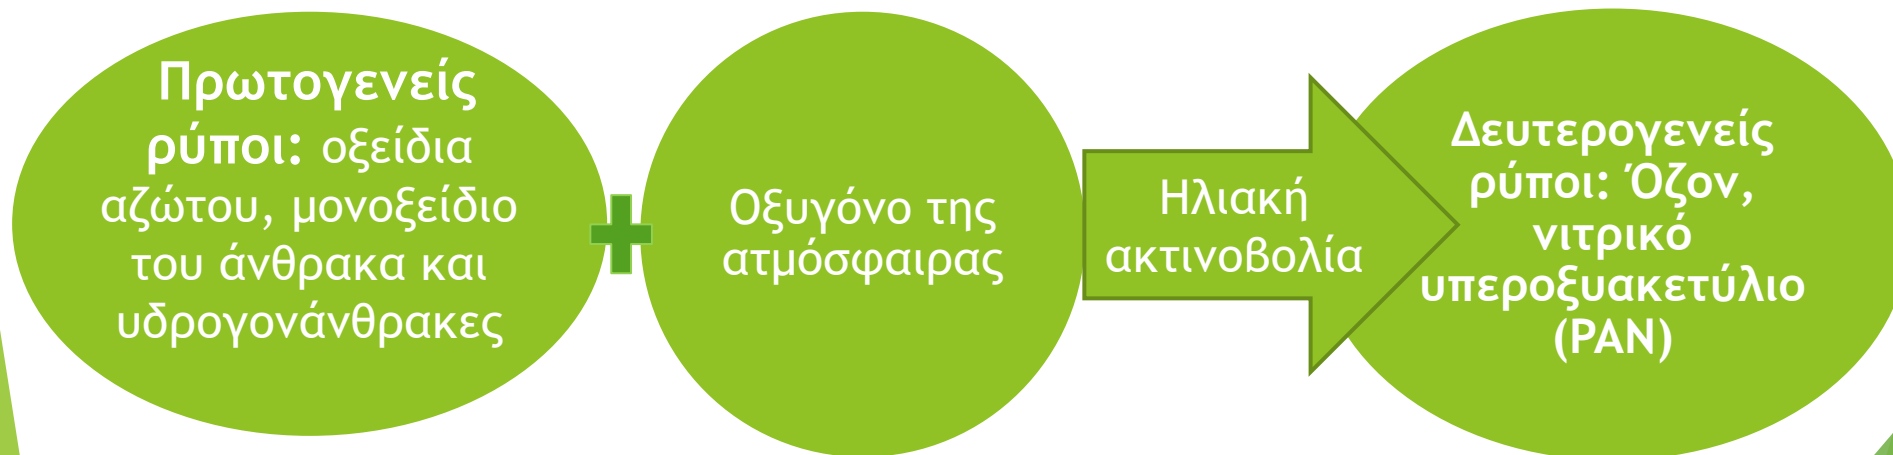 Πρωτογενείς
ρύποι: οξείδια
αζώτου, μονοξείδιο
του άνθρακα και
υδρογονάνθρακες
Οξυγόνο της
ατμόσφαιρας
Ηλιακή
ακτινοβολία
Δευτερογενείς
ρύποι: Όζον,
νιτρικό
υπεροξυακετύλιο
(PAN)